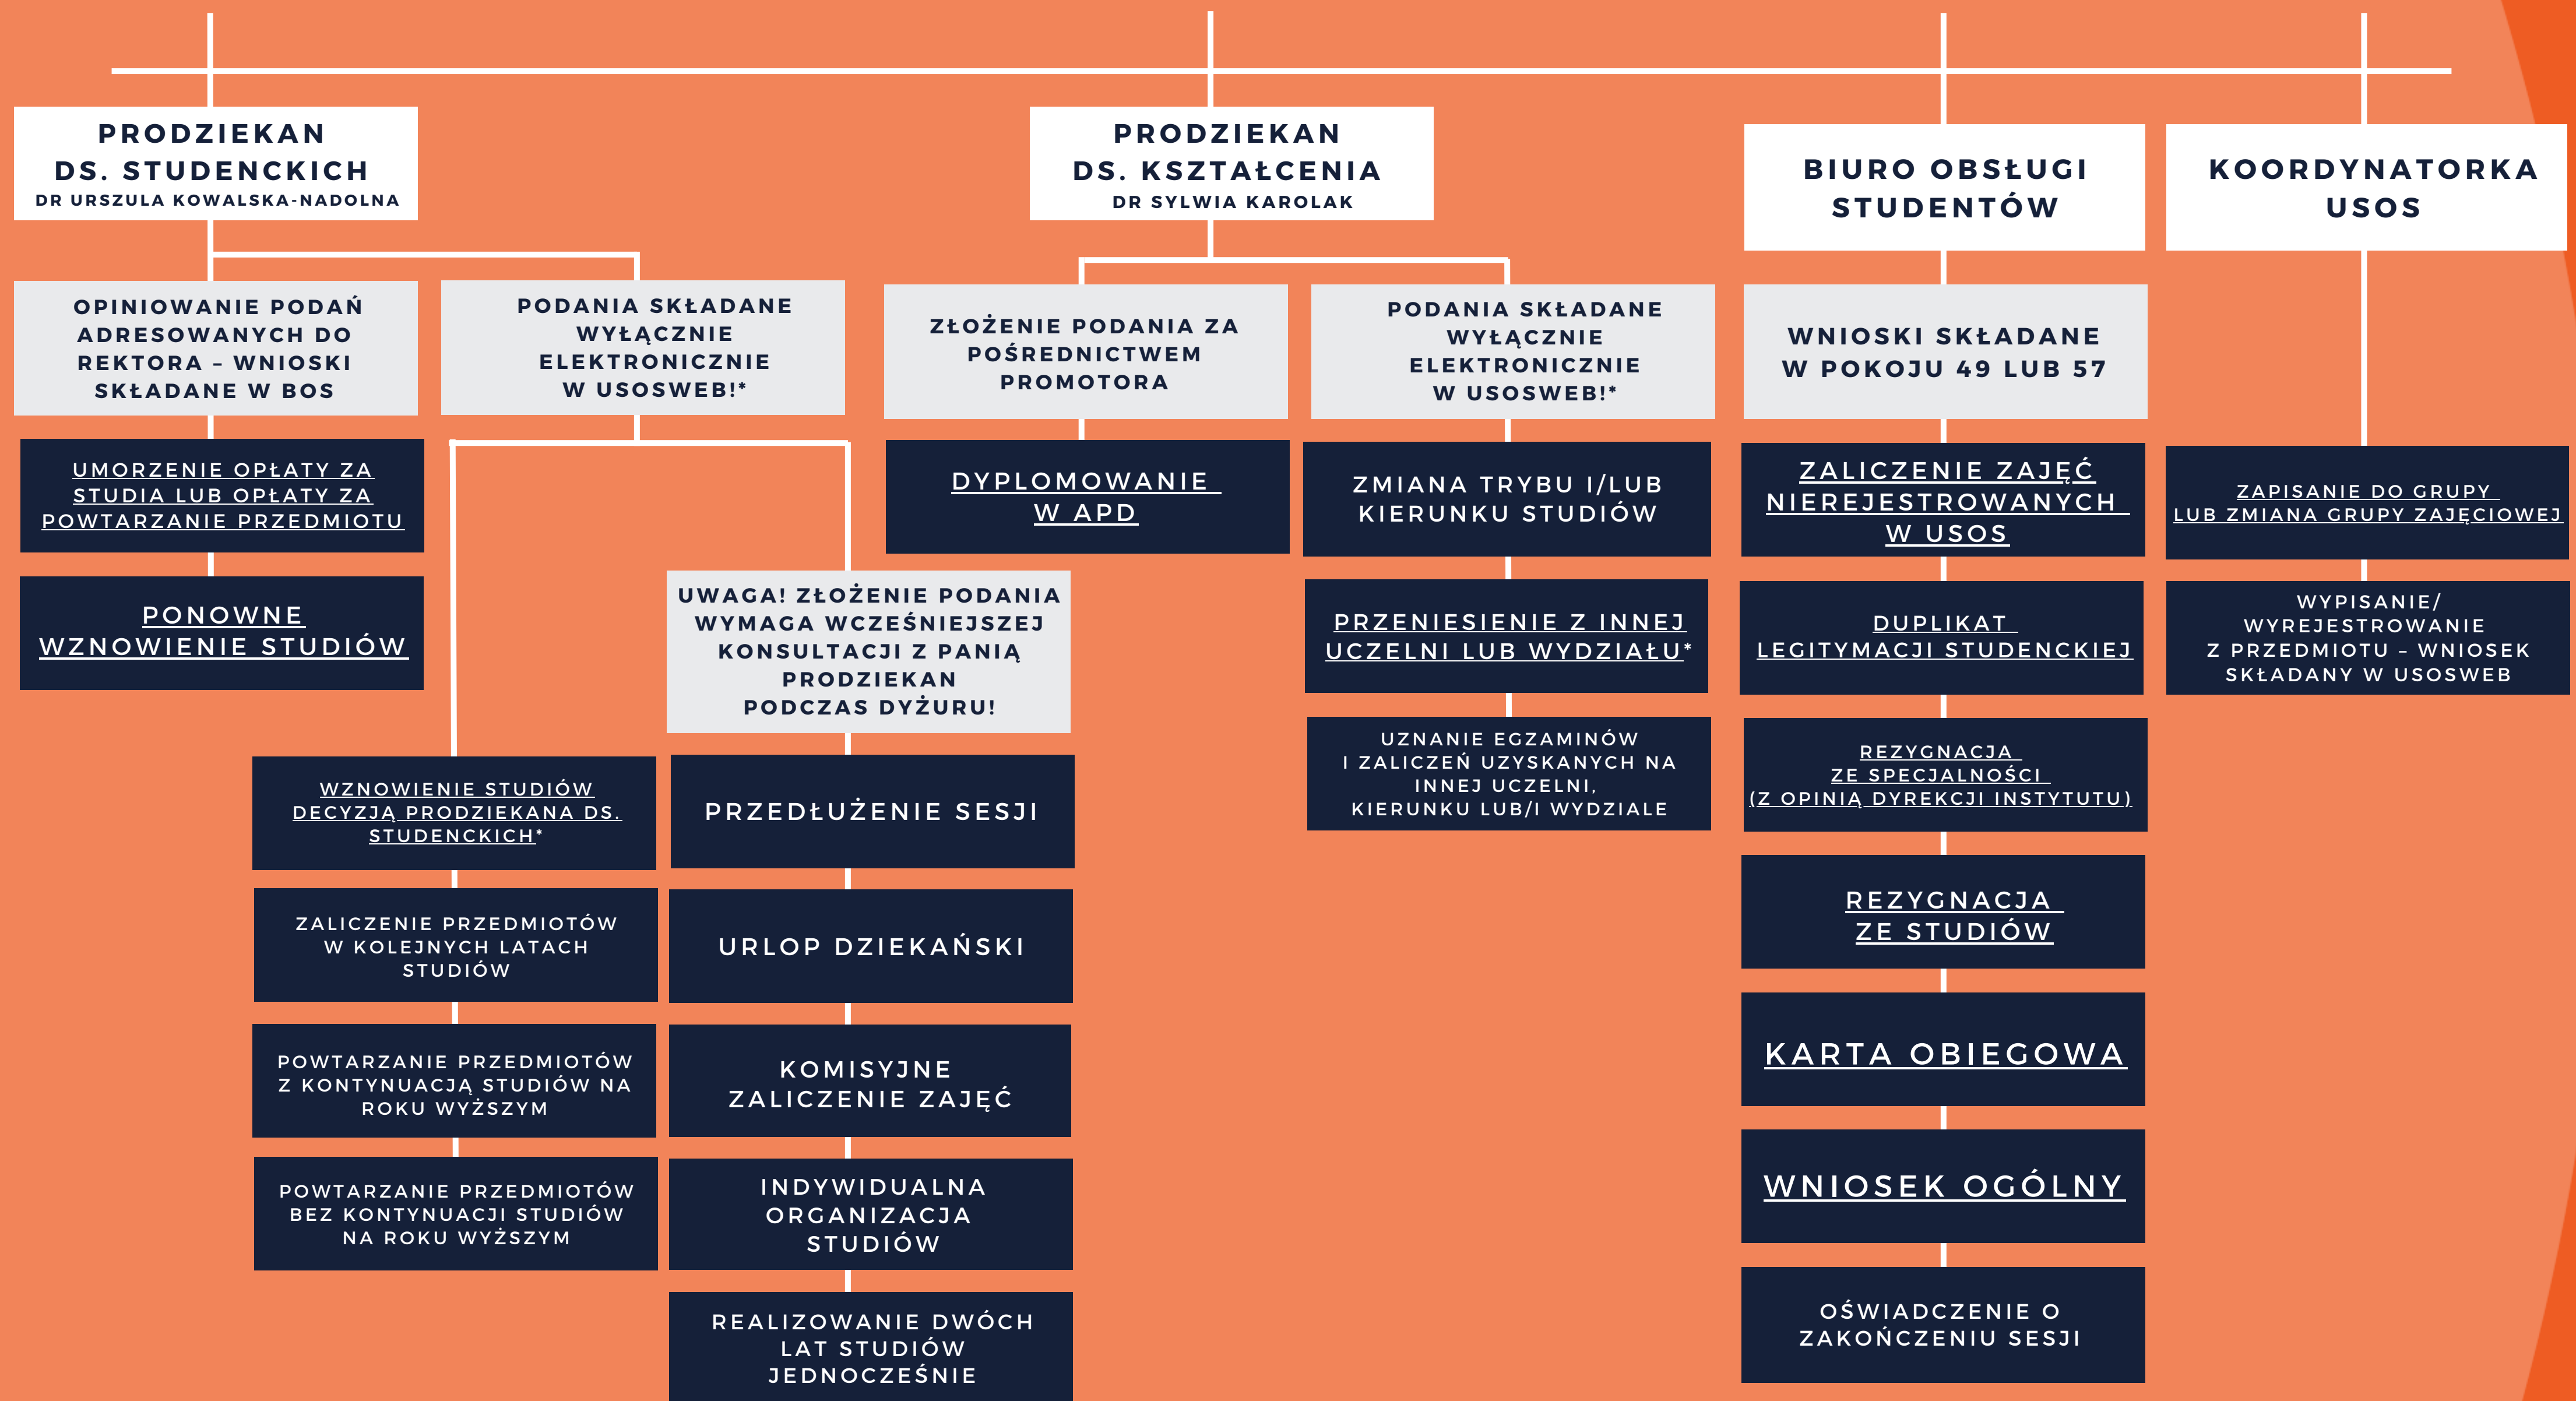 PRODZIEKAN
DS. STUDENCKICH
DR URSZULA KOWALSKA-NADOLNA
OPINIOWANIE PODAŃ
ADRESOWANYCH DO
REKTORA – WNIOSKI
SKŁADANE W BOS
UMORZENIE OPŁATY ZA
STUDIA LUB OPŁATY ZA
POWTARZANIE PRZEDMIOTU
PONOWNE
WZNOWIENIE STUDIÓW
PODANIA SKŁADANE
WYŁĄCZNIE
ELEKTRONICZNIE
W USOSWEB!*
WZNOWIENIE STUDIÓW
DECYZJĄ PRODZIEKANA DS.
STUDENCKICH*
ZALICZENIE PRZEDMIOTÓW
W KOLEJNYCH LATACH
STUDIÓW
POWTARZANIE PRZEDMIOTÓW
Z KONTYNUACJĄ STUDIÓW NA
ROKU WYŻSZYM
POWTARZANIE PRZEDMIOTÓW
BEZ KONTYNUACJI STUDIÓW
NA ROKU WYŻSZYM
UWAGA! ZŁOŻENIE PODANIA
WYMAGA WCZEŚNIEJSZEJ
KONSULTACJI Z PANIĄ
PRODZIEKAN
PODCZAS DYŻURU!
PRZEDŁUŻENIE SESJI
URLOP DZIEKAŃSKI
KOMISYJNE
ZALICZENIE ZAJĘĆ
INDYWIDUALNA
ORGANIZACJA
STUDIÓW
REALIZOWANIE DWÓCH
LAT STUDIÓW
JEDNOCZEŚNIE
PRODZIEKAN
DS. KSZTAŁCENIA
DR SYLWIA KAROLAK
ZŁOŻENIE PODANIA ZA
POŚREDNICTWEM
PROMOTORA
DYPLOMOWANIE
W APD
PODANIA SKŁADANE
WYŁĄCZNIE
ELEKTRONICZNIE
W USOSWEB!*
ZMIANA TRYBU I/LUB
KIERUNKU STUDIÓW
PRZENIESIENIE Z INNEJ
UCZELNI LUB WYDZIAŁU*
UZNANIE EGZAMINÓW
I ZALICZEŃ UZYSKANYCH NA
INNEJ UCZELNI,
KIERUNKU LUB/I WYDZIALE
BIURO OBSŁUGI
STUDENTÓW
WNIOSKI SKŁADANE
W POKOJU 49 LUB 57
ZALICZENIE ZAJĘĆ
NIEREJESTROWANYCH
W USOS
DUPLIKAT
LEGITYMACJI STUDENCKIEJ
REZYGNACJA
ZE SPECJALNOŚCI
(Z OPINIĄ DYREKCJI INSTYTUTU)
REZYGNACJA
ZE STUDIÓW
KARTA OBIEGOWA
WNIOSEK OGÓLNY
OŚWIADCZENIE O
ZAKOŃCZENIU SESJI
KOORDYNATORKA
USOS
ZAPISANIE DO GRUPY
LUB ZMIANA GRUPY ZAJĘCIOWEJ
WYPISANIE/
WYREJESTROWANIE
Z PRZEDMIOTU – WNIOSEK
SKŁADANY W USOSWEB